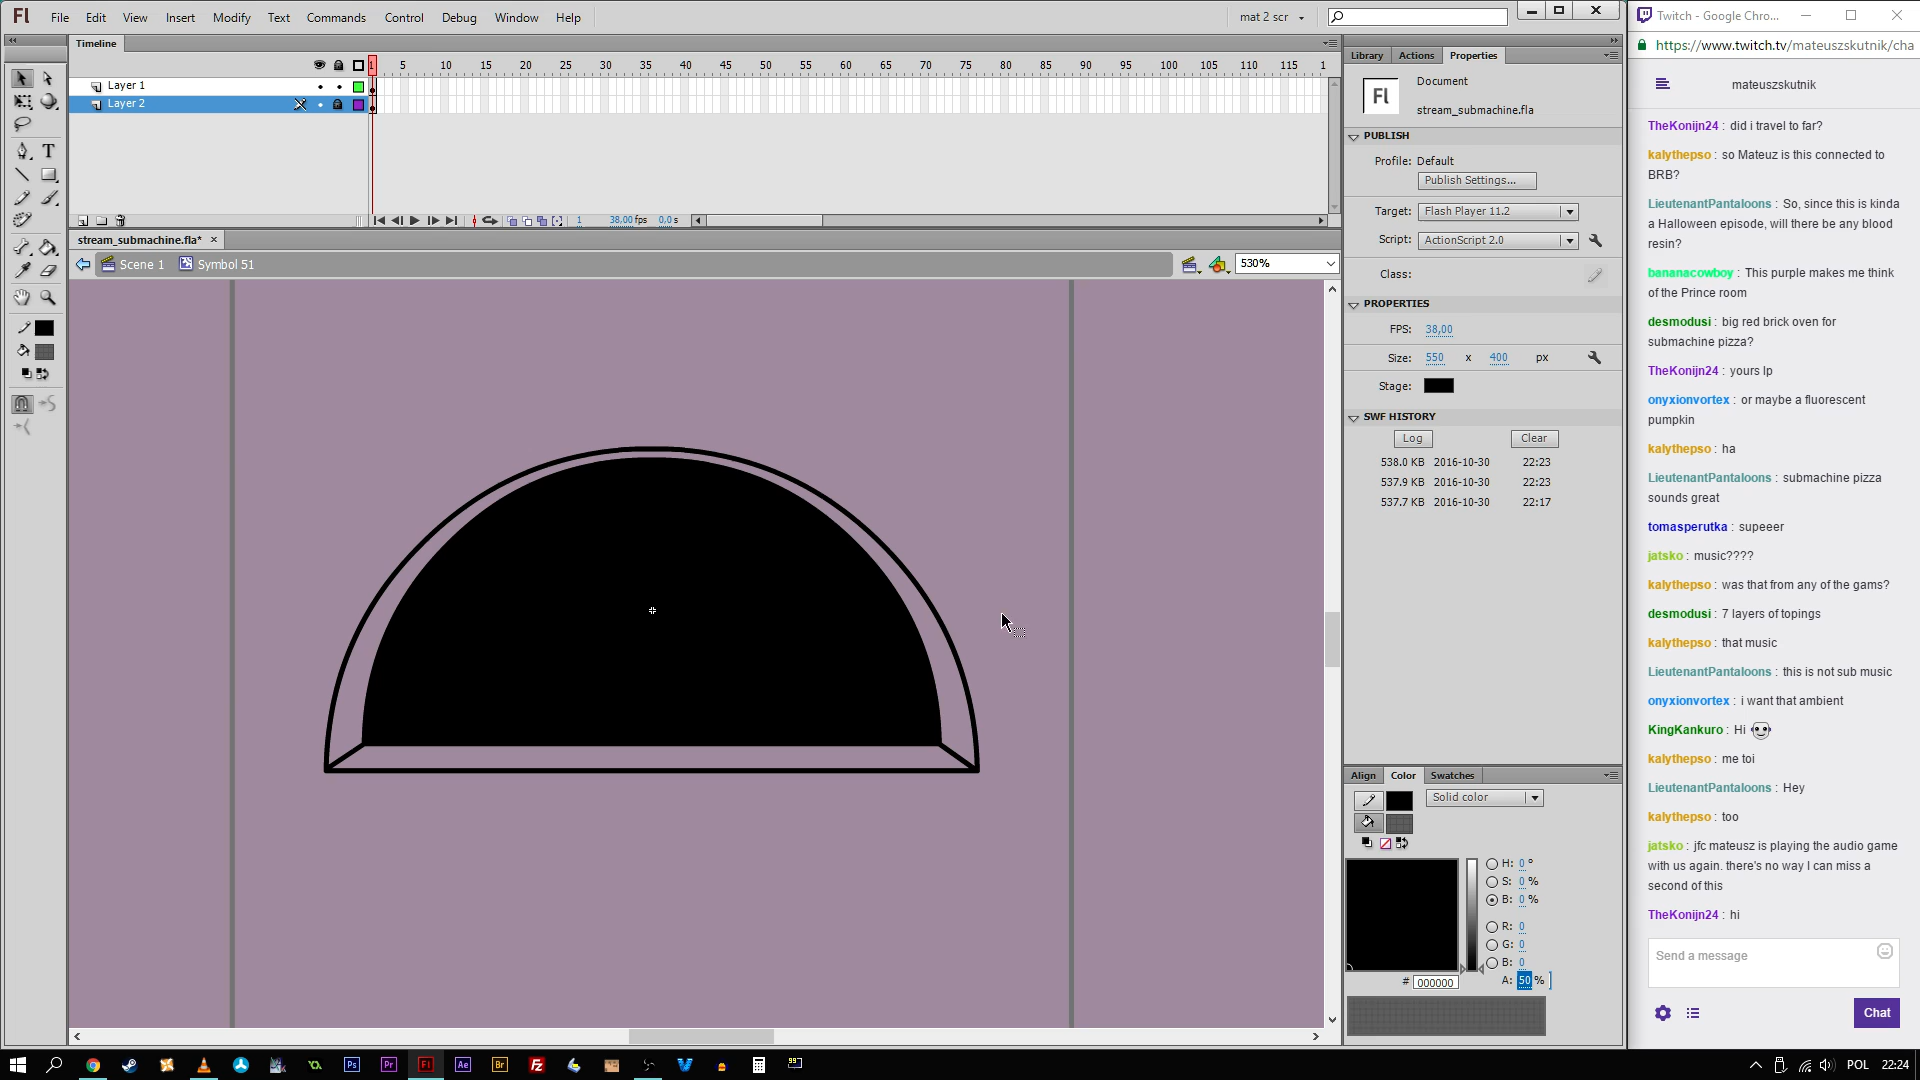 Fl File Edit View Insert Modify Text Commands Control Debug Window Help mat 2 scr
Timeline
1 5 10 15 20 25 30 35 40 45 50 55 60 65 70 75 80 85 90 95 100 105 110 115 1
Layer 1
Layer 2
1 38,00 fps 0,0 s
stream_submachine.fla* ×
Scene 1 Symbol 51 530%
Library Actions Properties
Fl
Document
stream_submachine.fla
PUBLISH
Profile: Default
Publish Settings...
Target: Flash Player 11.2
Script: ActionScript 2.0
Class:
PROPERTIES
FPS: 38,00
Size: 550 x 400 px
Stage:
SWF HISTORY
Log Clear
538.0 KB 2016-10-30 22:23
537.9 KB 2016-10-30 22:23
537.7 KB 2016-10-30 22:17
Align Color Swatches
Solid color
H: 0 °
S: 0 %
B: 0 %
R: 0
G: 0
B: 0
# 000000 A: 50 %
Twitch - Google Chro...
https://www.twitch.tv/mateuszskutnik/cha
mateuszskutnik
TheKonijn24 : did i travel to far?
kalythepso : so Mateuz is this connected to
BRB?
LieutenantPantaloons : So, since this is kinda
a Halloween episode, will there be any blood
resin?
bananacowboy : This purple makes me think
of the Prince room
desmodusi : big red brick oven for
submachine pizza?
TheKonijn24 : yours lp
onyxionvortex : or maybe a fluorescent
pumpkin
kalythepso : ha
LieutenantPantaloons : submachine pizza
sounds great
tomasperutka : supeeer
jatsko : music????
kalythepso : was that from any of the gams?
desmodusi : 7 layers of topings
kalythepso : that music
LieutenantPantaloons : this is not sub music
onyxionvortex : i want that ambient
KingKankuro : Hi
kalythepso : me toi
LieutenantPantaloons : Hey
kalythepso : too
jatsko : jfc mateusz is playing the audio game
with us again. there's no way I can miss a
second of this
TheKonijn24 : hi
Send a message
Chat
Ps Pr Fl Ae Br Fz POL 22:24